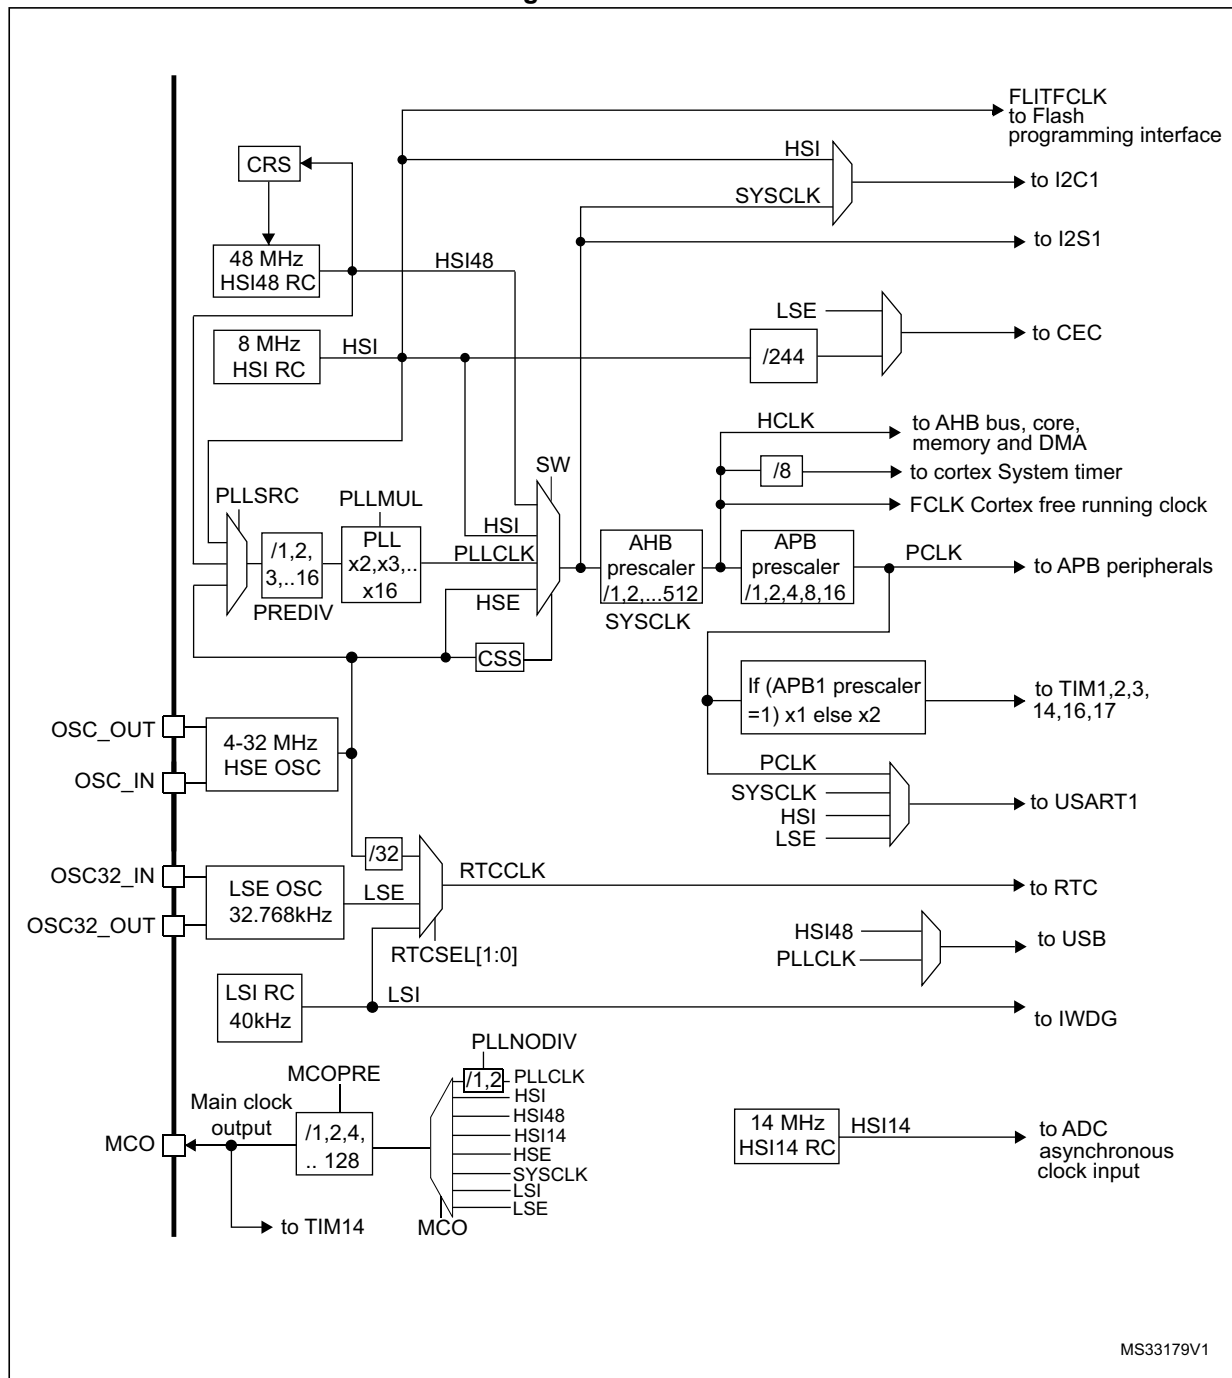 FLITFCLK
to Flash
programming interface
HSI
CRS
to I2C1
SYSCLK
to I2S1
48 MHz
HSI48 RC
HSI48
LSE
to CEC
8 MHz
HSI RC
HSI
/244
HCLK
to AHB bus, core,
memory and DMA
SW
/8
to cortex System timer
PLLSRC
PLLMUL
FCLK Cortex free running clock
HSI
/1,2,
3,..16
PREDIV
PLL
x2,x3,..
x16
PLLCLK
AHB
prescaler
/1,2,...512
SYSCLK
APB
prescaler
/1,2,4,8,16
PCLK
to APB peripherals
HSE
CSS
If (APB1 prescaler
=1) x1 else x2
to TIM1,2,3,
14,16,17
OSC_OUT
OSC_IN
4-32 MHz
HSE OSC
PCLK
SYSCLK
HSI
LSE
to USART1
/32
OSC32_IN
OSC32_OUT
LSE OSC
32.768kHz
LSE
RTCCLK
to RTC
RTCSEL[1:0]
HSI48
PLLCLK
to USB
LSI RC
40kHz
LSI
to IWDG
PLLNODIV
MCOPRE
/1,2
PLLCLK
HSI
HSI48
HSI14
HSE
SYSCLK
LSI
LSE
Main clock
output
MCO
/1,2,4,
.. 128
MCO
to TIM14
14 MHz
HSI14 RC
HSI14
to ADC
asynchronous
clock input
MS33179V1